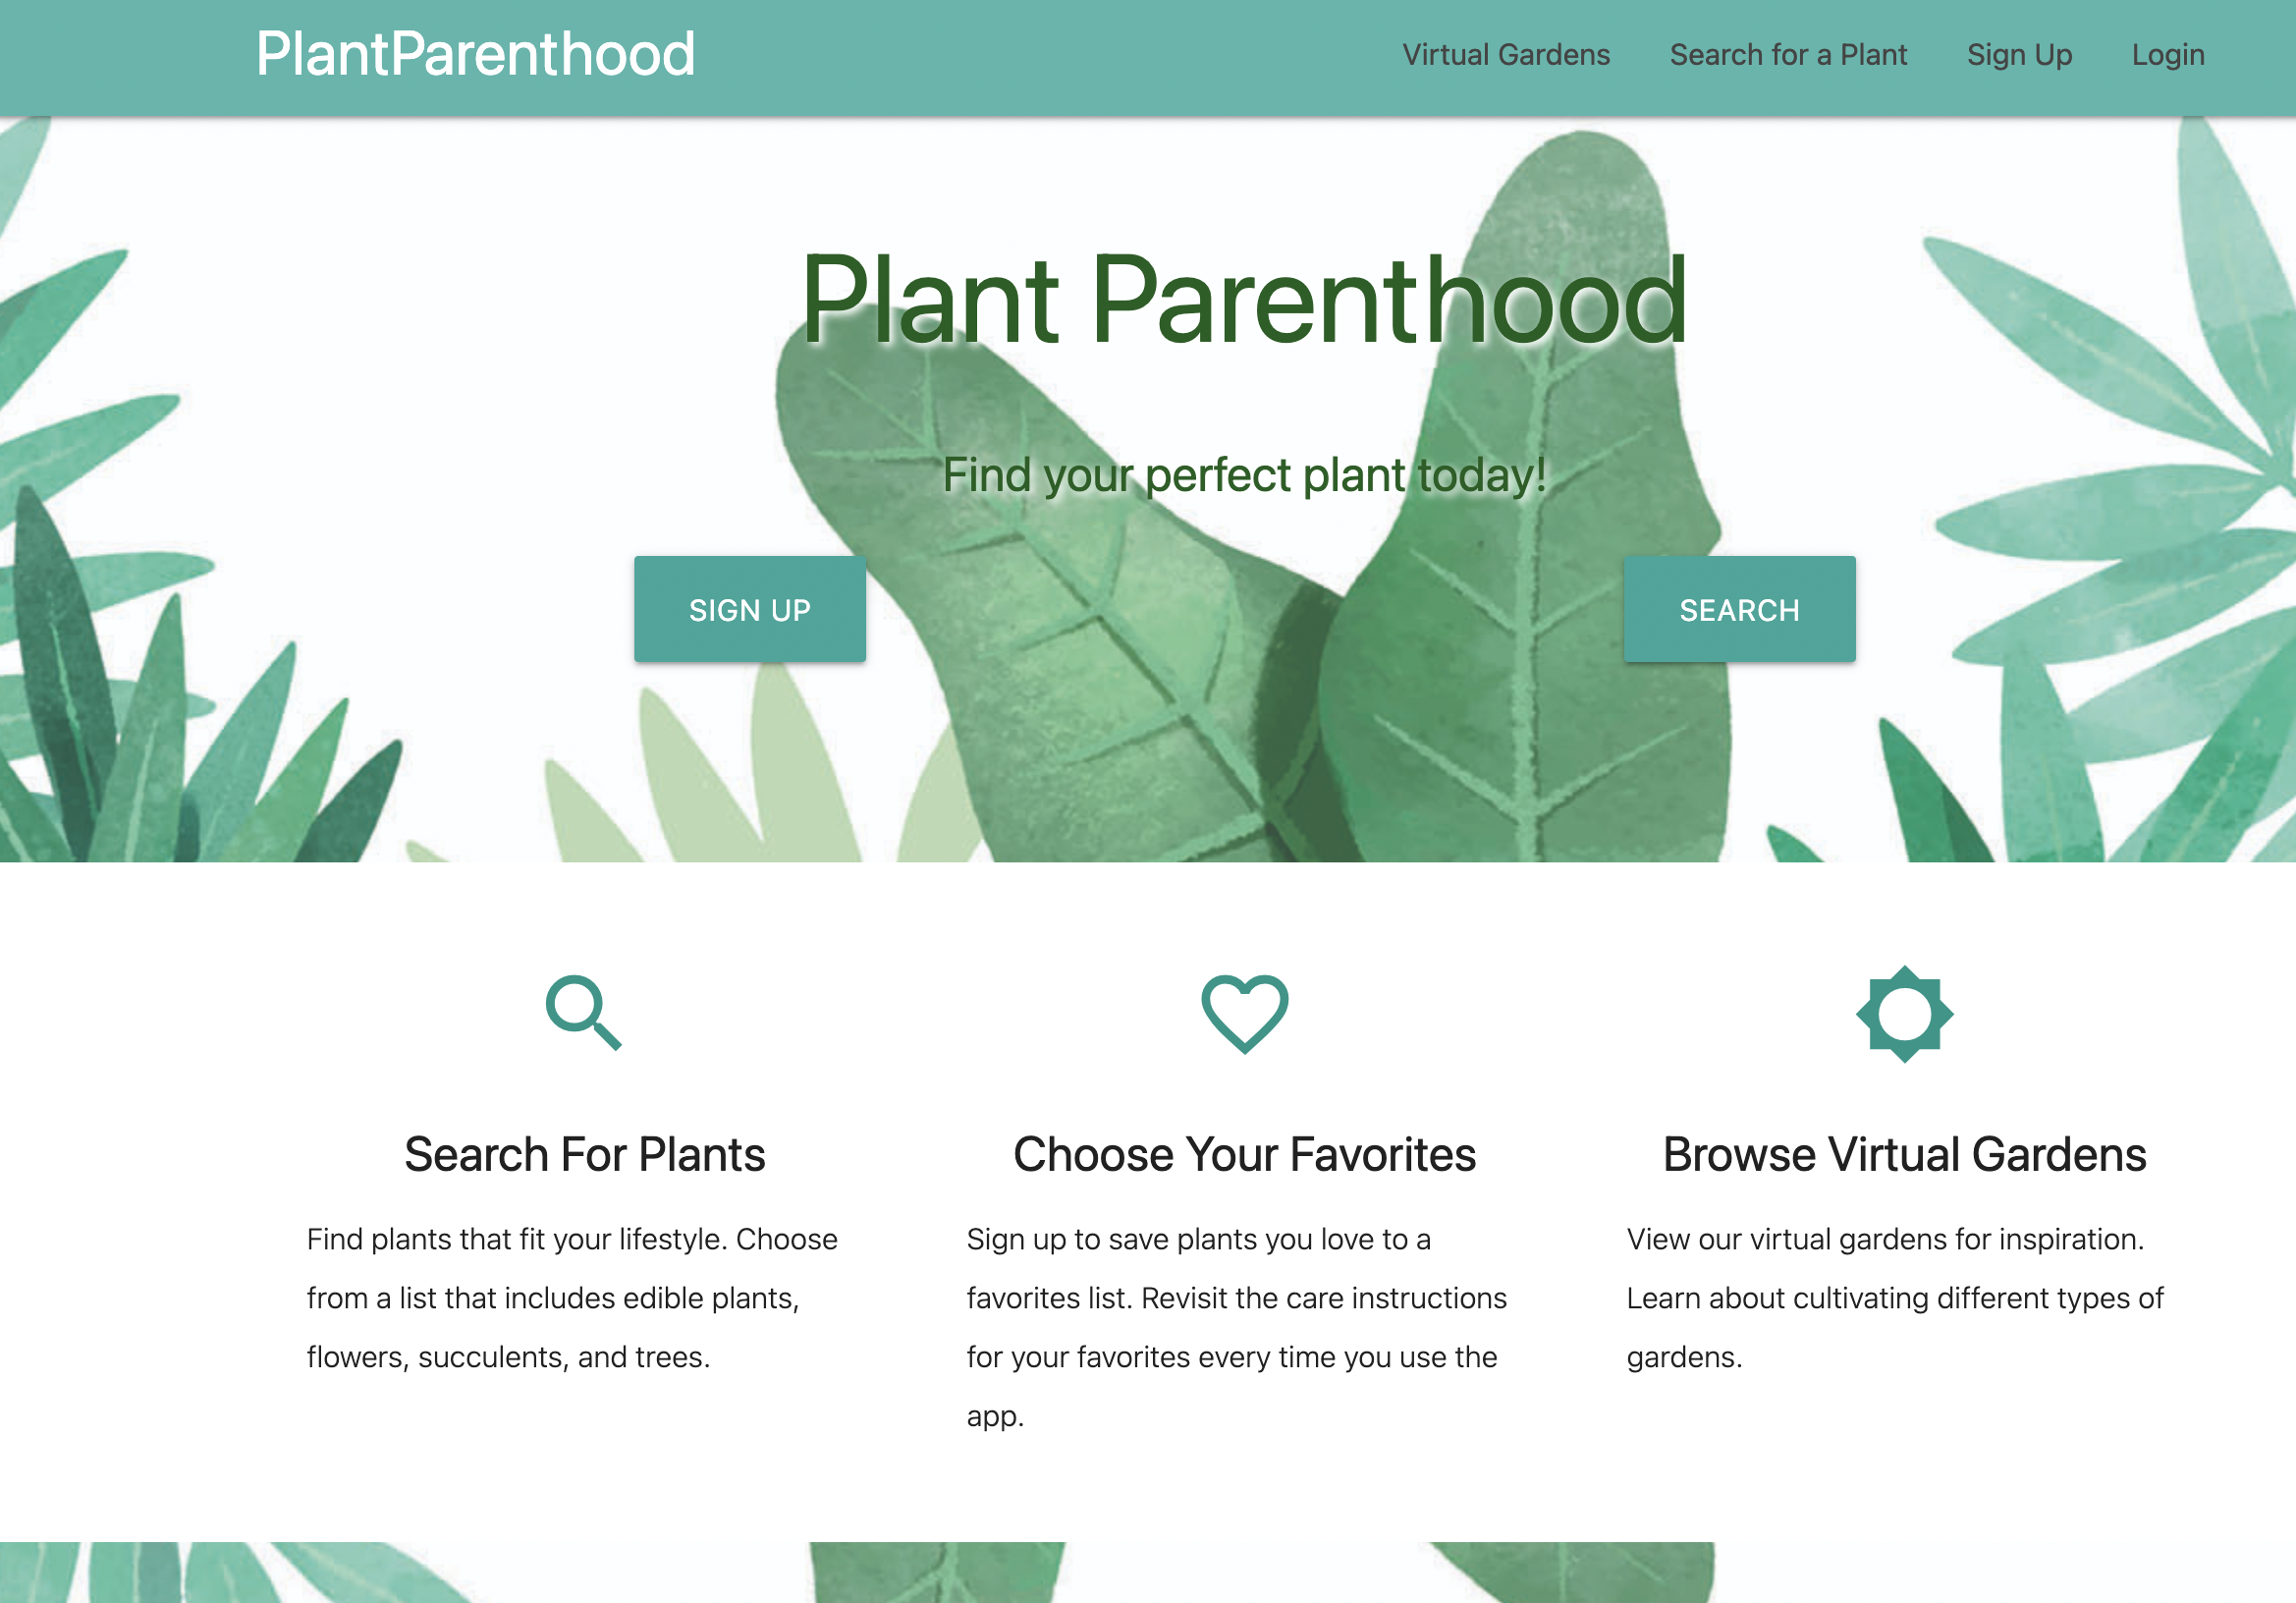 PlantParenthood
Virtual Gardens
Search for a Plant
Sign Up
Login
Plant Parenthood
Find your perfect plant today!
SIGN UP
SEARCH
Search For Plants
Find plants that fit your lifestyle. Choose
from a list that includes edible plants,
flowers, succulents, and trees.
Choose Your Favorites
Sign up to save plants you love to a
favorites list. Revisit the care instructions
for your favorites every time you use the
app.
Browse Virtual Gardens
View our virtual gardens for inspiration.
Learn about cultivating different types of
gardens.